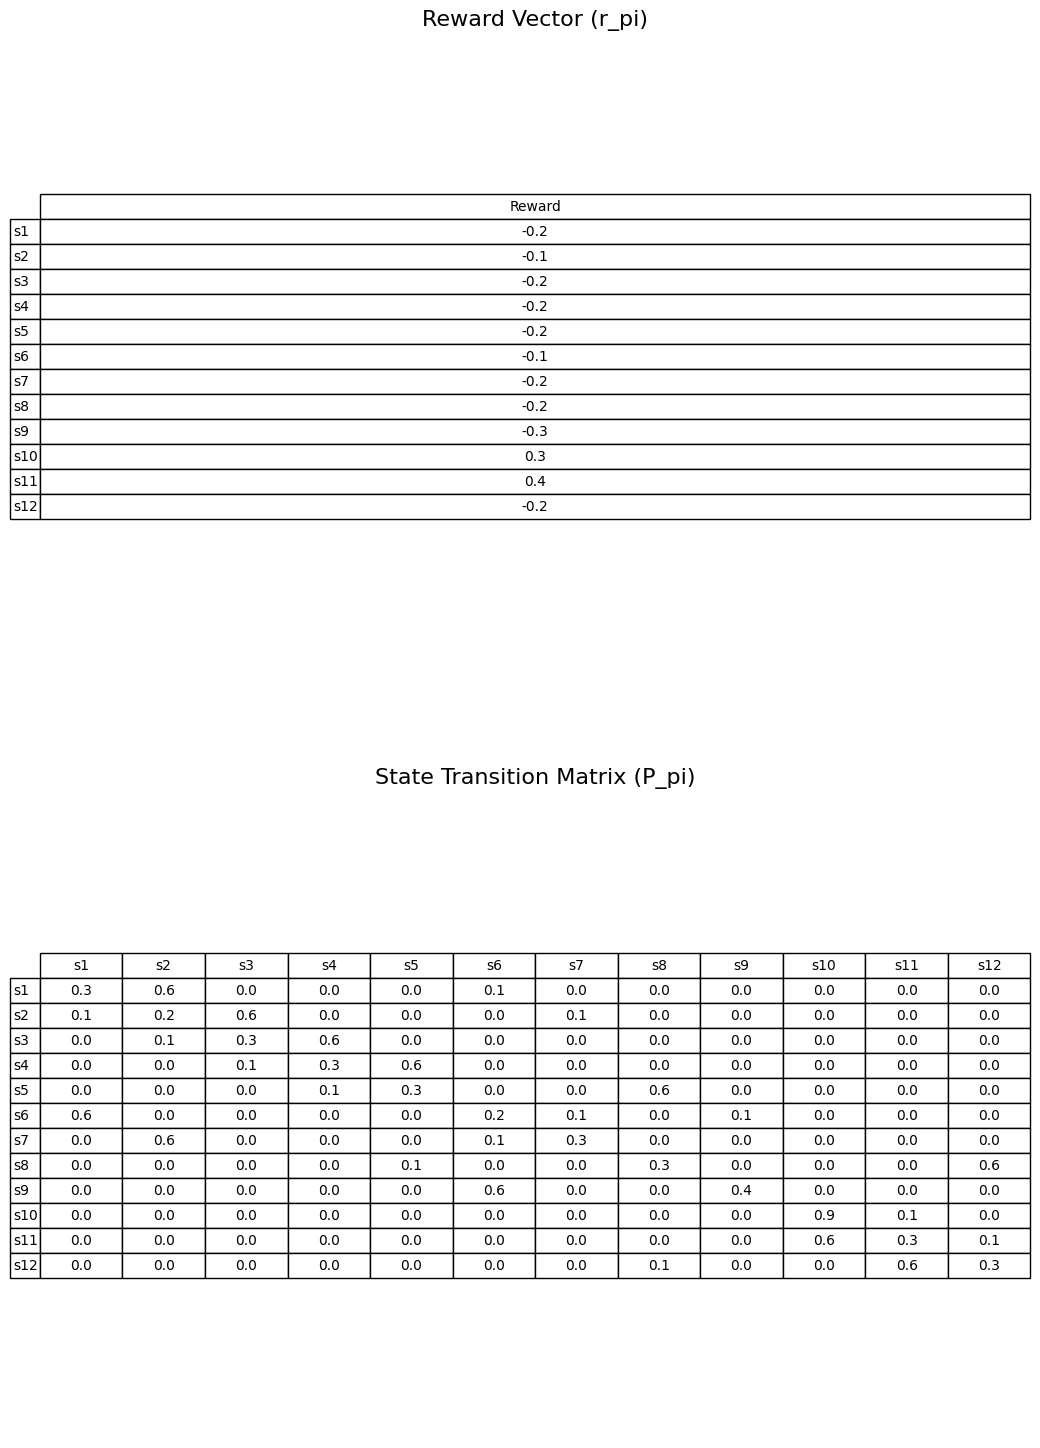 Reward Vector (r_pi)
Reward
s1 -0.2
s2 -0.1
s3 -0.2
s4 -0.2
s5 -0.2
s6 -0.1
s7 -0.2
s8 -0.2
s9 -0.3
s10 0.3
s11 0.4
s12 -0.2
State Transition Matrix (P_pi)
s1 s2 s3 s4 s5 s6 s7 s8 s9 s10 s11 s12
s1 0.3 0.6 0.0 0.0 0.0 0.1 0.0 0.0 0.0 0.0 0.0 0.0
s2 0.1 0.2 0.6 0.0 0.0 0.0 0.1 0.0 0.0 0.0 0.0 0.0
s3 0.0 0.1 0.3 0.6 0.0 0.0 0.0 0.0 0.0 0.0 0.0 0.0
s4 0.0 0.0 0.1 0.3 0.6 0.0 0.0 0.0 0.0 0.0 0.0 0.0
s5 0.0 0.0 0.0 0.1 0.3 0.0 0.0 0.6 0.0 0.0 0.0 0.0
s6 0.6 0.0 0.0 0.0 0.0 0.2 0.1 0.0 0.1 0.0 0.0 0.0
s7 0.0 0.6 0.0 0.0 0.0 0.1 0.3 0.0 0.0 0.0 0.0 0.0
s8 0.0 0.0 0.0 0.0 0.1 0.0 0.0 0.3 0.0 0.0 0.0 0.6
s9 0.0 0.0 0.0 0.0 0.0 0.6 0.0 0.0 0.4 0.0 0.0 0.0
s10 0.0 0.0 0.0 0.0 0.0 0.0 0.0 0.0 0.0 0.9 0.1 0.0
s11 0.0 0.0 0.0 0.0 0.0 0.0 0.0 0.0 0.0 0.6 0.3 0.1
s12 0.0 0.0 0.0 0.0 0.0 0.0 0.0 0.1 0.0 0.0 0.6 0.3